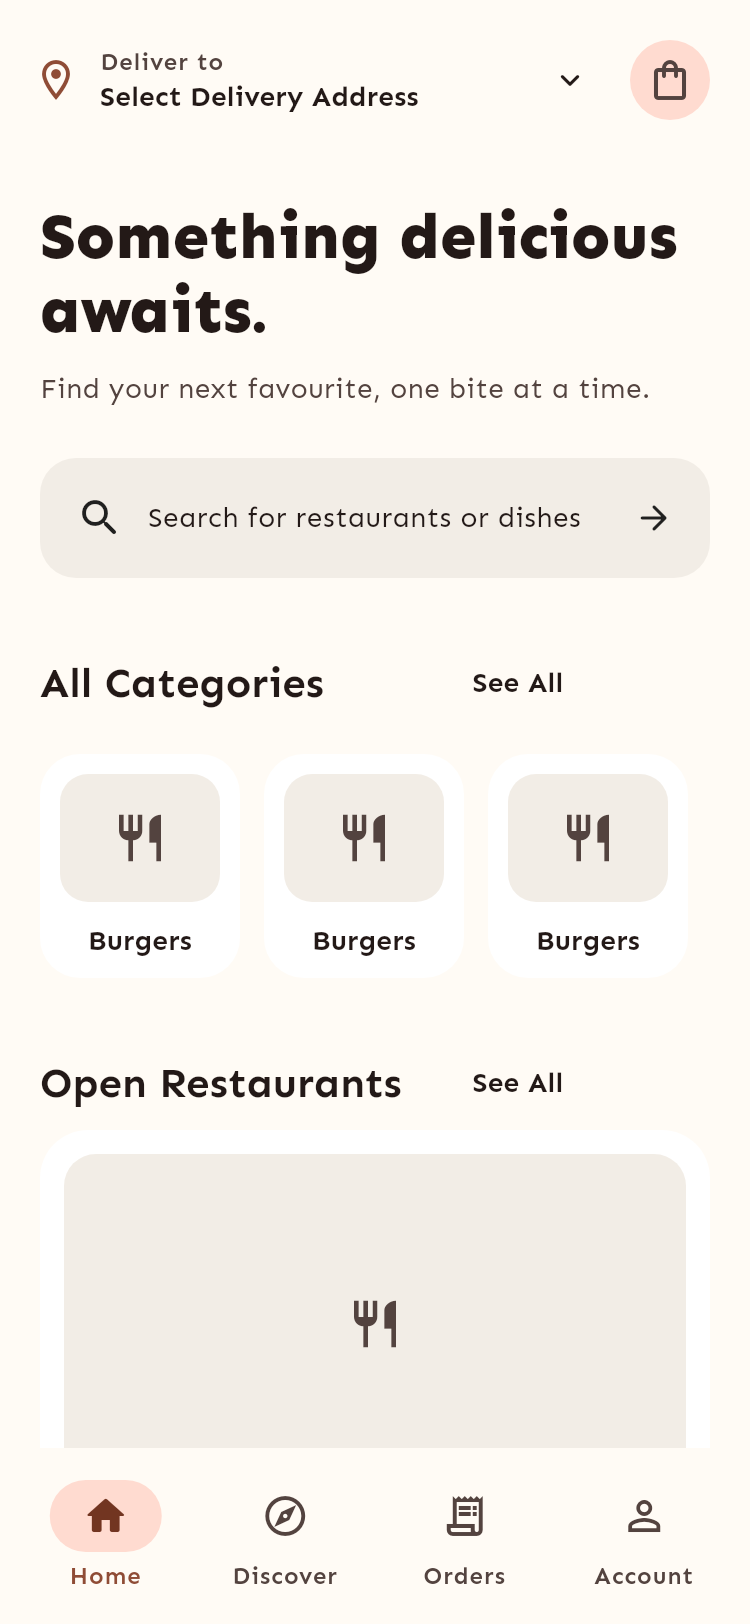 Deliver to
Select Delivery Address
Something delicious
awaits.
Find your next favourite, one bite at a time.
Search for restaurants or dishes
All Categories
See All
Burgers
Burgers
Burgers
Open Restaurants
See All
Home
Discover
Orders
Account